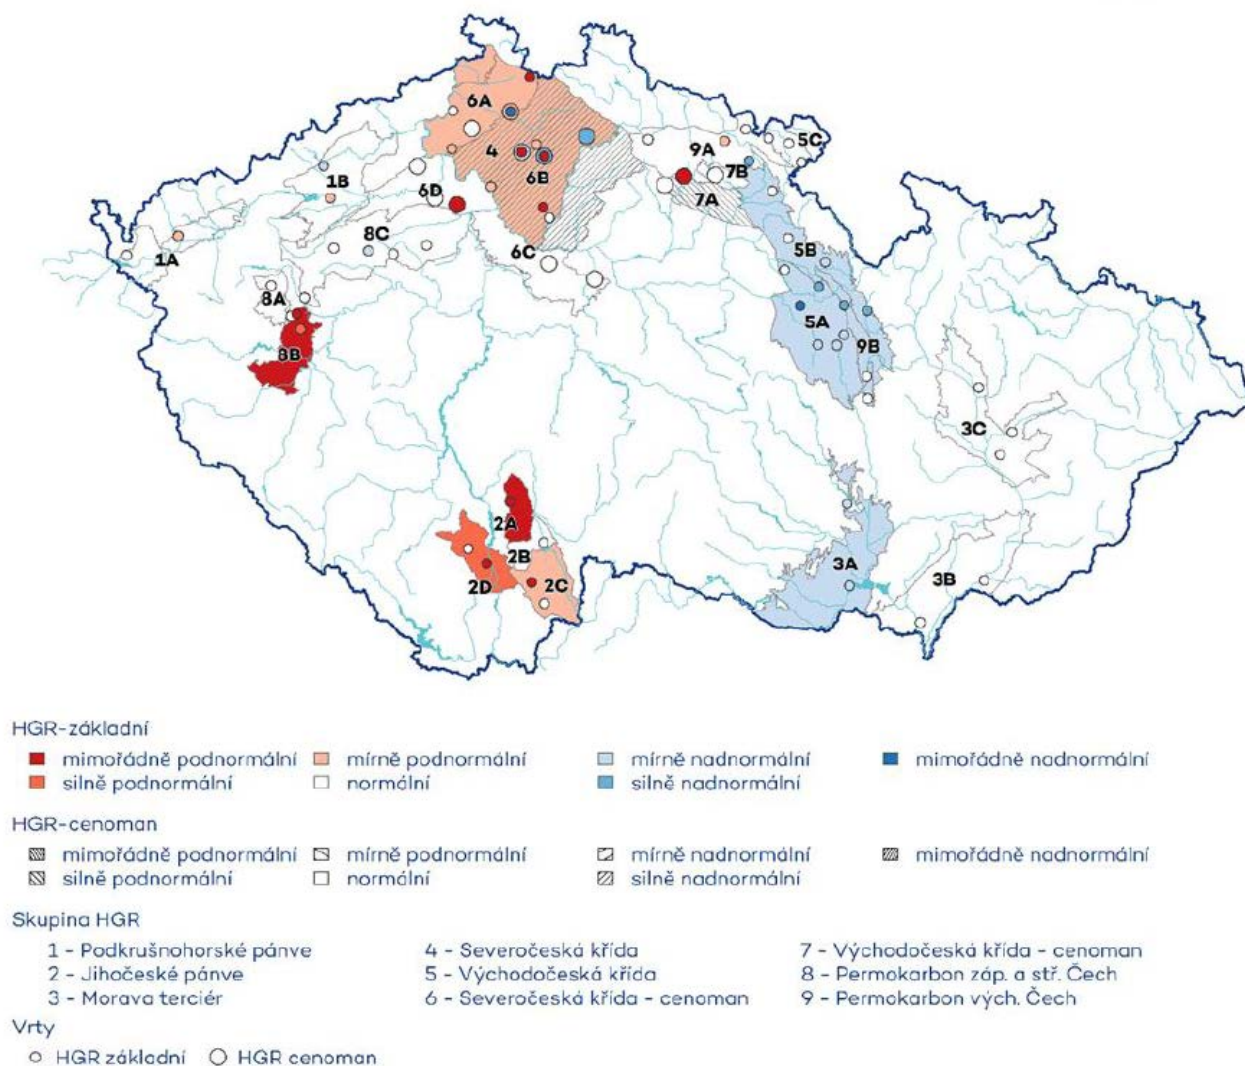 6A
5C
9A
4
7B
1B
6B
6D
7A
8C
5B
1A
6C
8A
5A
8B
9B
3C
2A
2B
3A
3B
2D
2C
HGR-základní
mimořádně podnormální mírně podnormální mírně nadnormální mimořádně nadnormální
silně podnormální normální silně nadnormální
HGR-cenoman
mimořádně podnormální mírně podnormální mírně nadnormální mimořádně nadnormální
silně podnormální normální silně nadnormální
Skupina HGR
1 - Podkrušnohorské pánve 4 - Severočeská křída 7 - Východočeská křída - cenoman
2 - Jihočeské pánve 5 - Východočeská křída 8 - Permokarbon záp. a stř. Čech
3 - Morava terciér 6 - Severočeská křída - cenoman 9 - Permokarbon vých. Čech
Vrty
HGR základní HGR cenoman